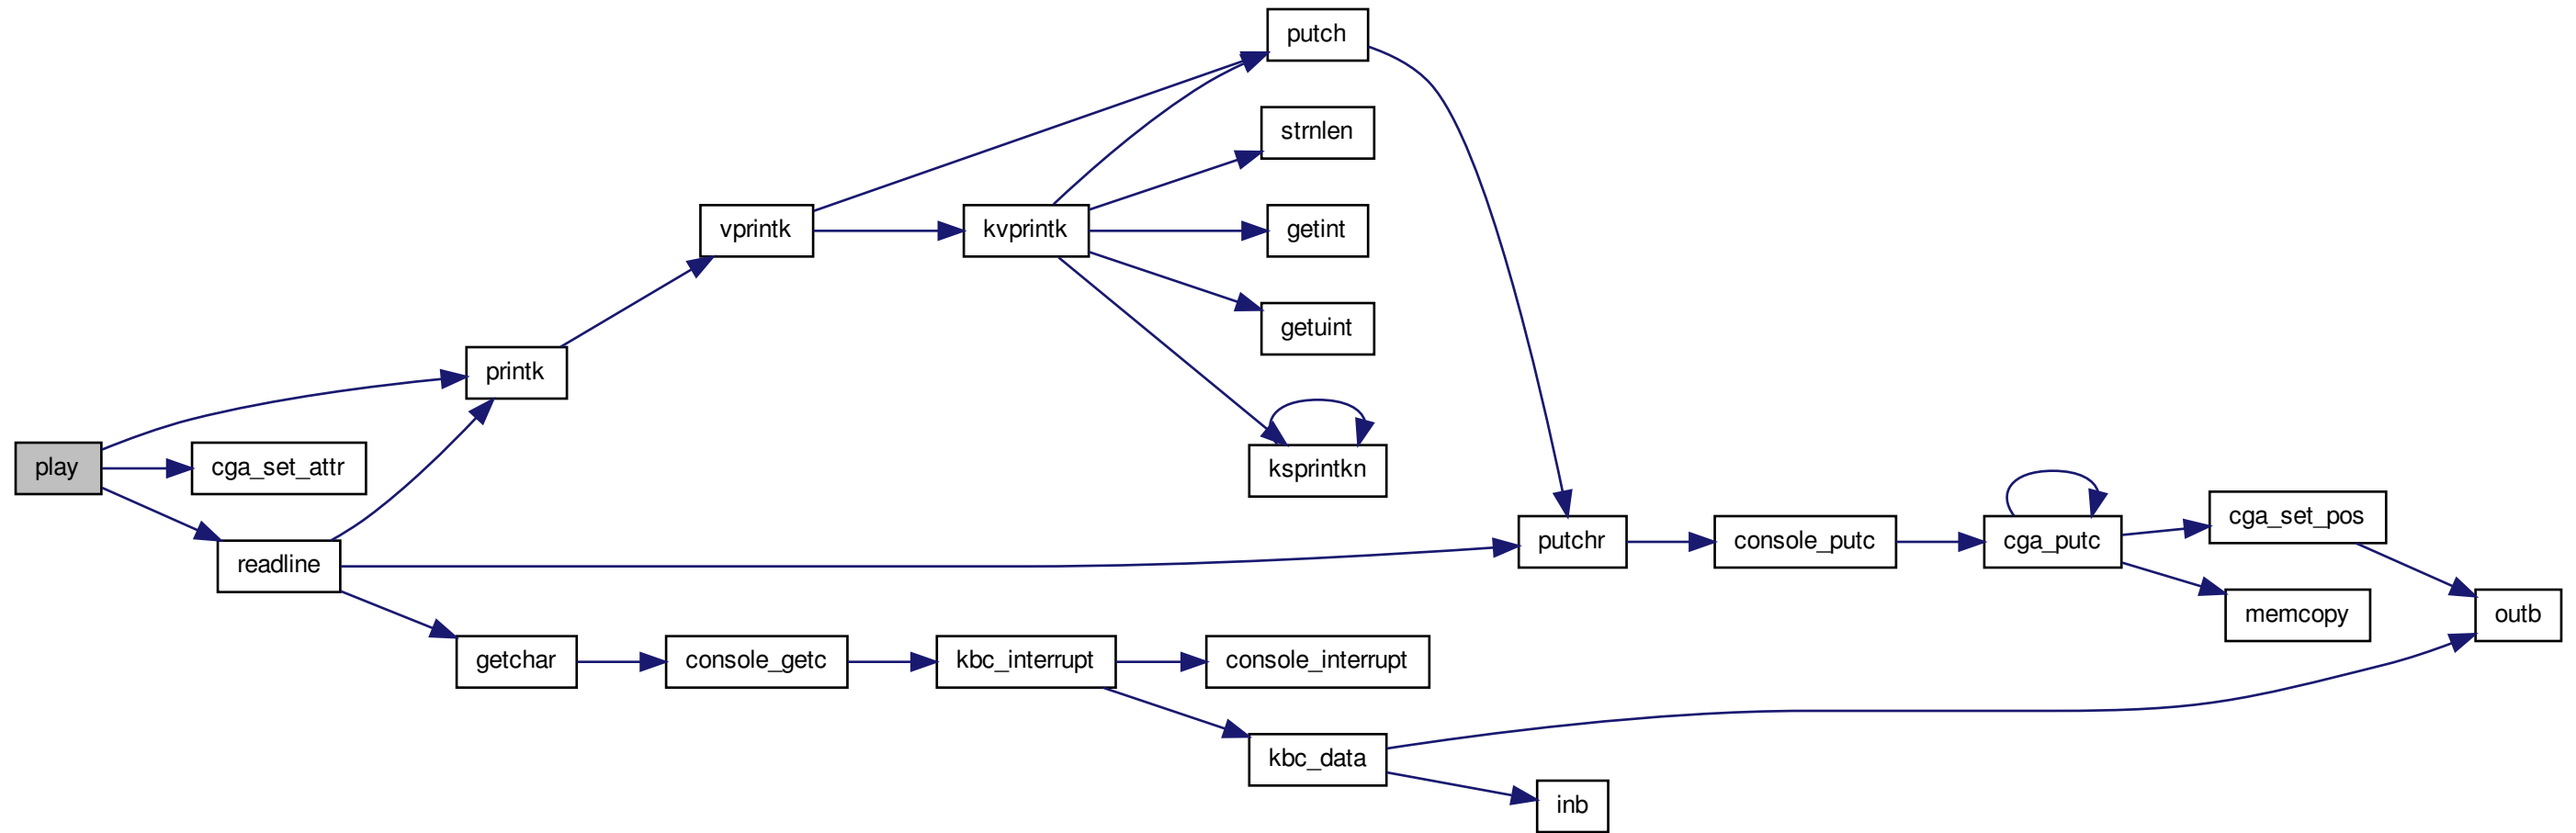 putch
strnlen
vprintk
kvprintk
getint
getuint
printk
play
cga_set_attr
ksprintkn
readline
putchr
console_putc
cga_putc
cga_set_pos
memcopy
outb
getchar
console_getc
kbc_interrupt
console_interrupt
kbc_data
inb